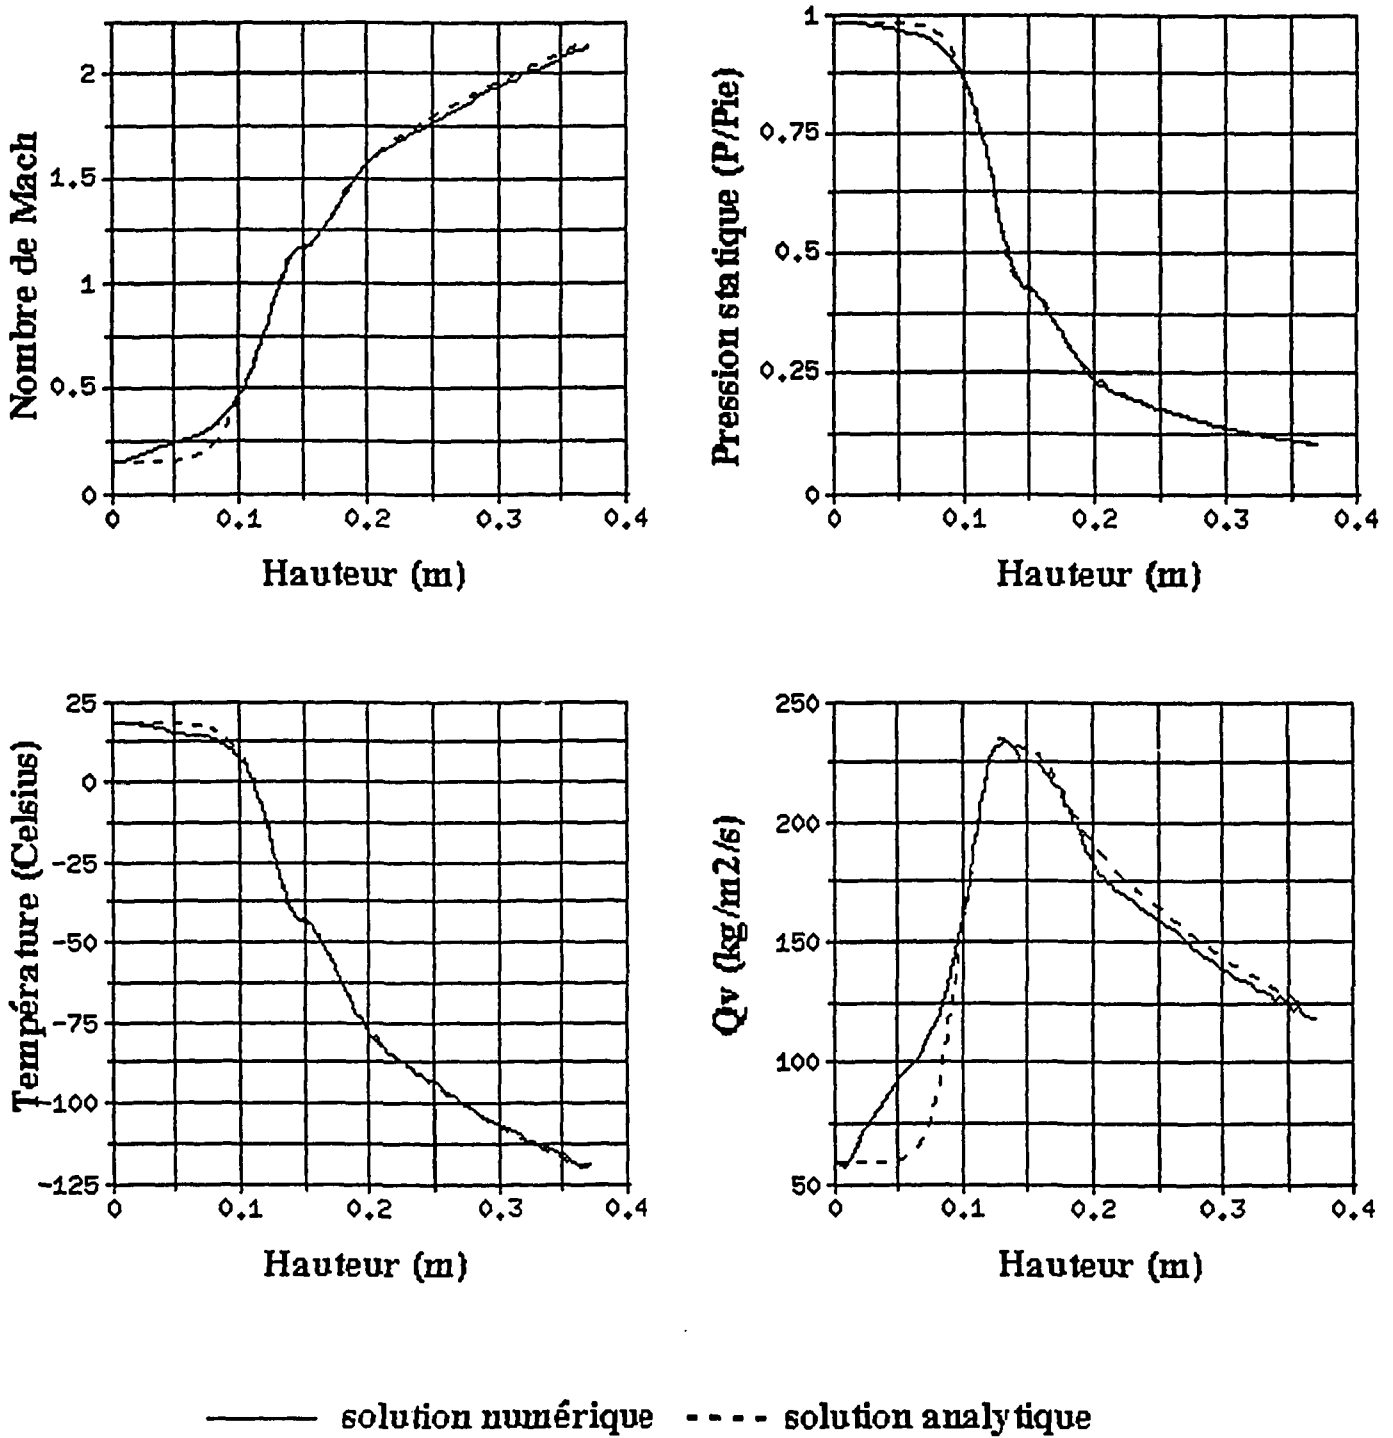 Nombre de Mach
2
1.5
1
0.5
0
0 0.1 0.2 0.3 0.4
Hauteur (m)
Pression statique (P/Pie)
1
0.75
0.5
0.25
0
0 0.1 0.2 0.3 0.4
Hauteur (m)
Température (Celsius)
25
0
-25
-50
-75
-100
-125
0 0.1 0.2 0.3 0.4
Hauteur (m)
Qv (kg/m2/s)
250
200
150
100
50
0 0.1 0.2 0.3 0.4
Hauteur (m)
solution numérique
solution analytique